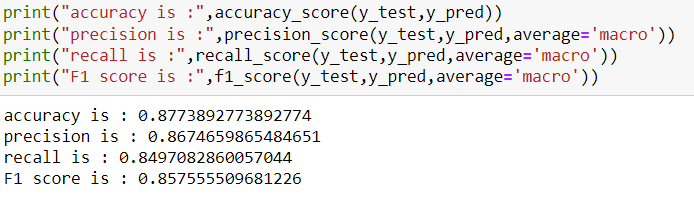 print("accuracy is :",accuracy_score(y_test,y_pred))
print("precision is :",precision_score(y_test,y_pred,average='macro'))
print("recall is :",recall_score(y_test,y_pred,average='macro'))
print("F1 score is :",f1_score(y_test,y_pred,average='macro'))
accuracy is : 0.8773892773892774
precision is : 0.8674659865484651
recall is : 0.8497082860057044
F1 score is : 0.857555509681226